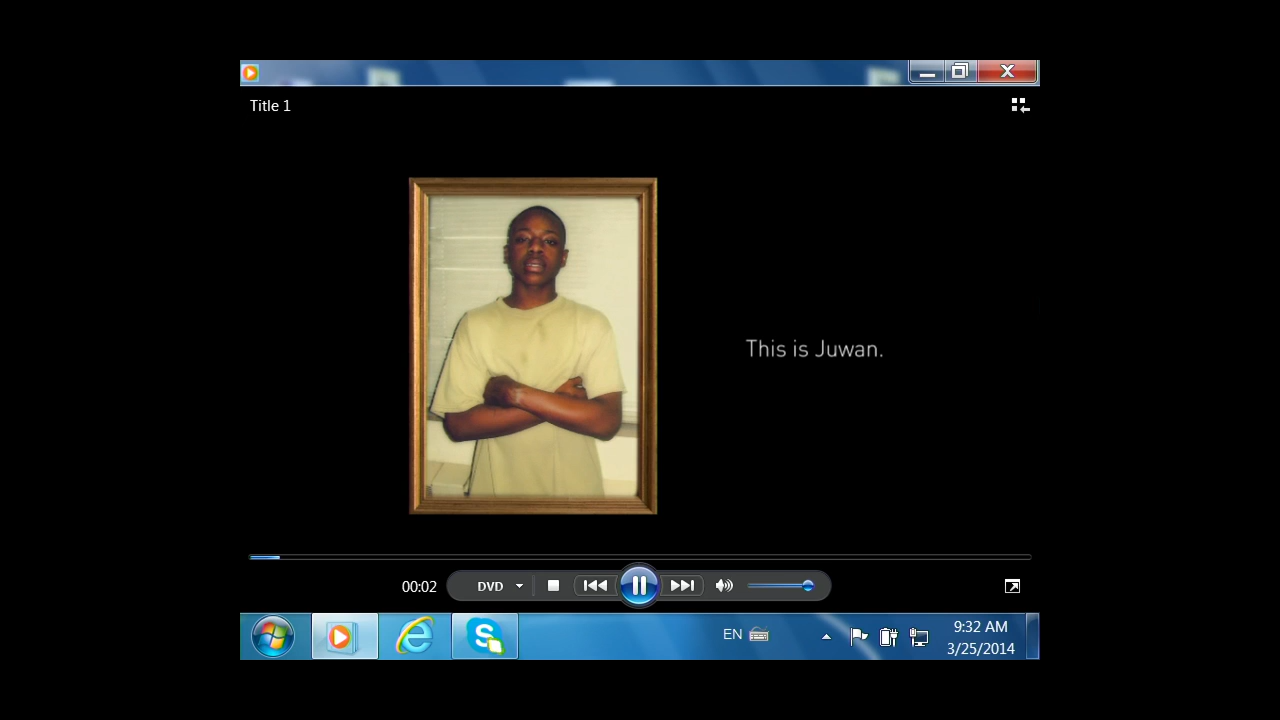 Title 1
This is Juwan.
00:02
DVD
EN
9:32 AM
3/25/2014